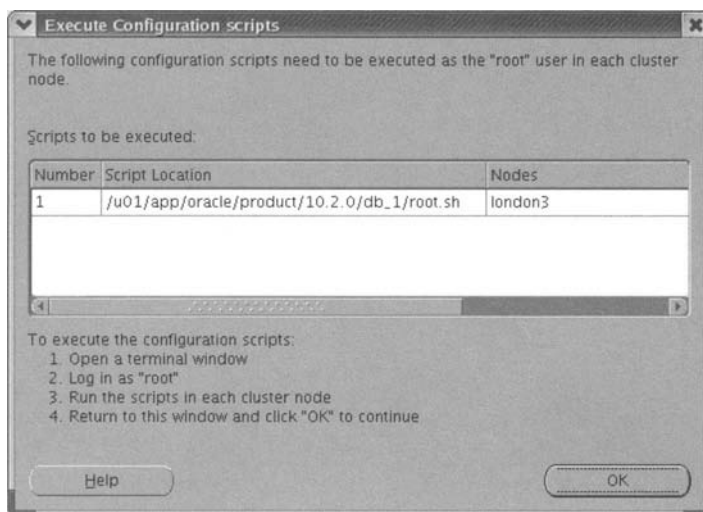 Execute Configuration scripts
The following configuration scripts need to be executed as the "root" user in each cluster
node.
Scripts to be executed:
Number Script Location Nodes
1 /u01/app/oracle/product/10.2.0/db_1/root.sh london3
To execute the configuration scripts:
1. Open a terminal window
2. Log in as "root"
3. Run the scripts in each cluster node
4. Return to this window and click "OK" to continue
Help OK